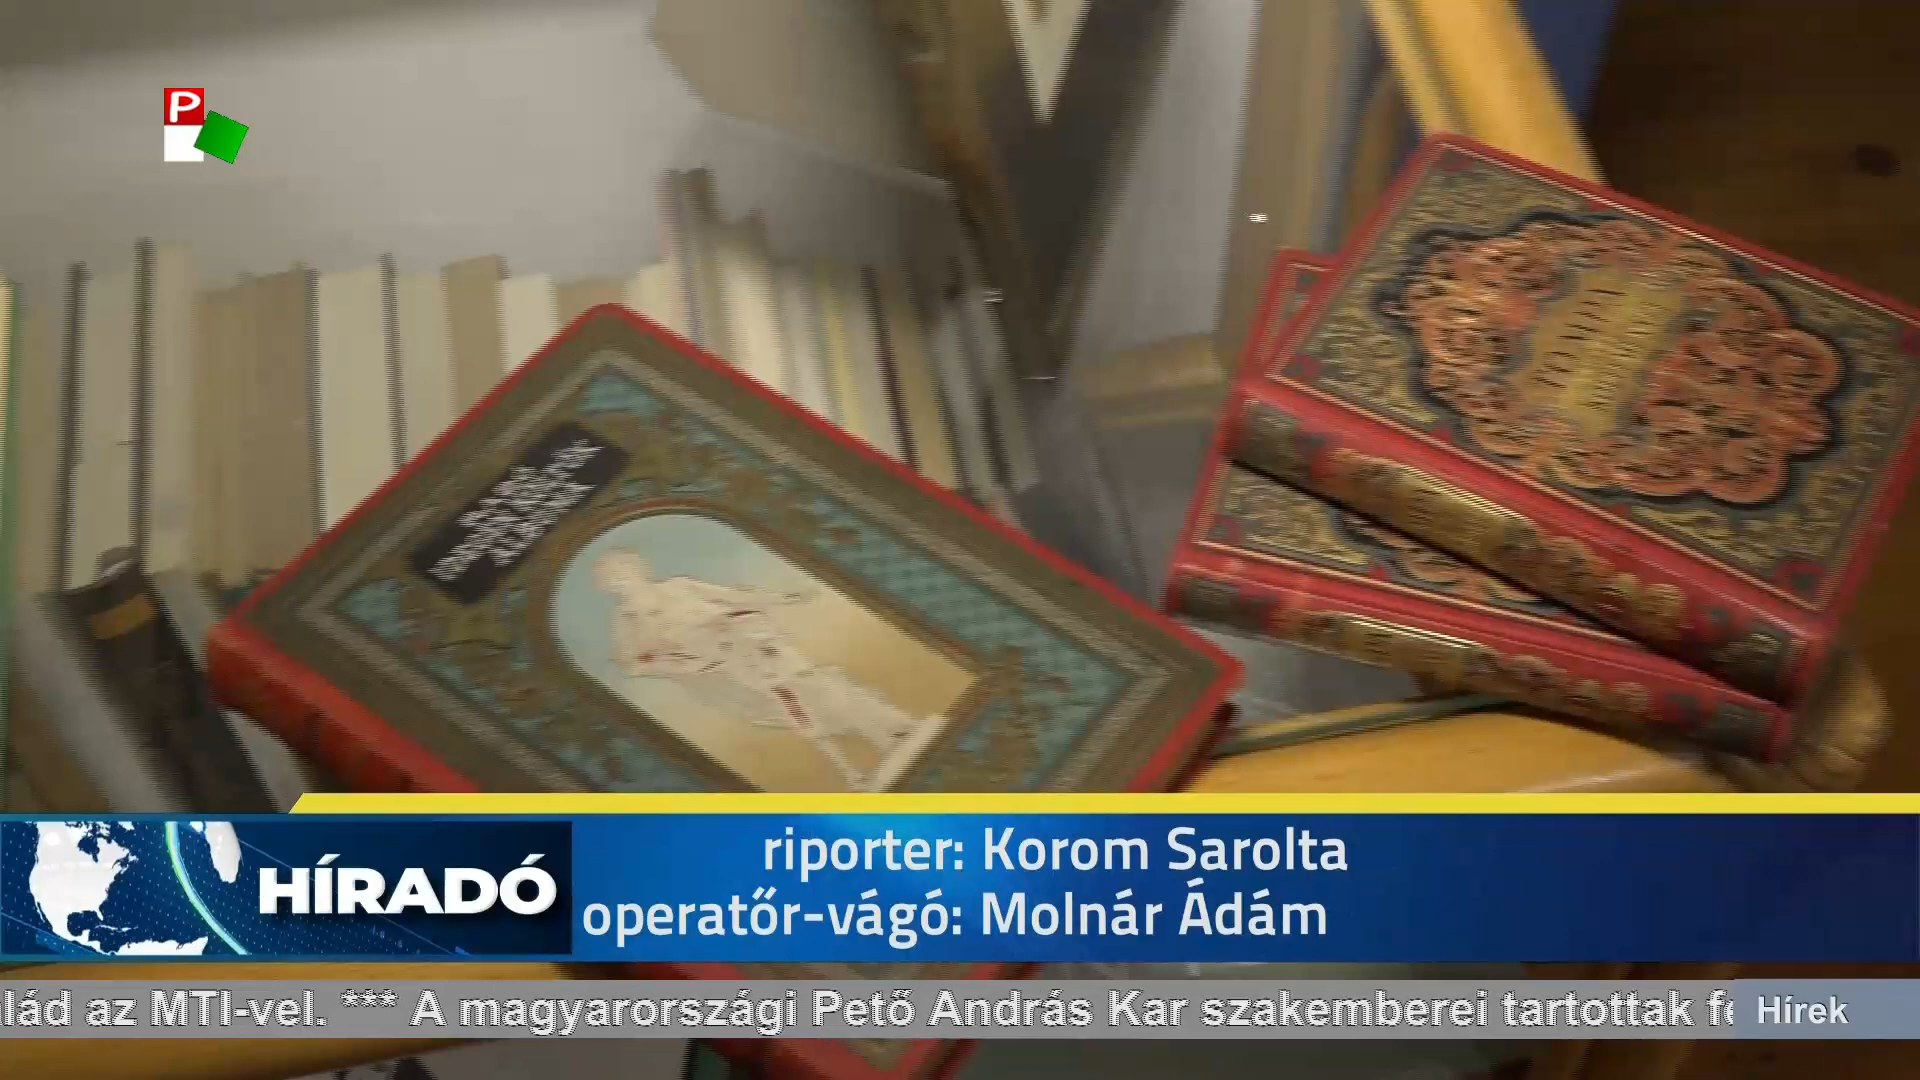 P
riporter: Korom Sarolta
HÍRADÓ
operatőr-vágó: Molnár Ádám
lád az MTI-vel. *** A magyarországi Pető András Kar szakemberei tartottak fe
Hírek